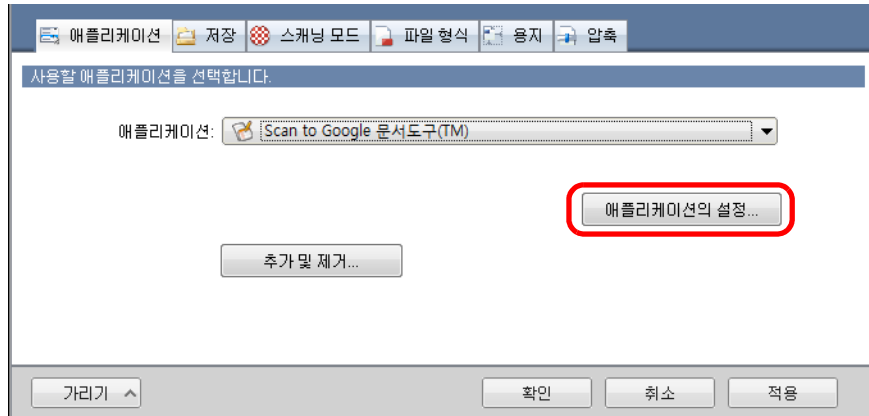 애플리케이션 저장 스캐닝 모드 파일 형식 용지 압축
사용할 애플리케이션을 선택합니다.
애플리케이션: Scan to Google 문서도구(TM)
애플리케이션의 설정...
추가 및 제거...
가리기 확인 취소 적용